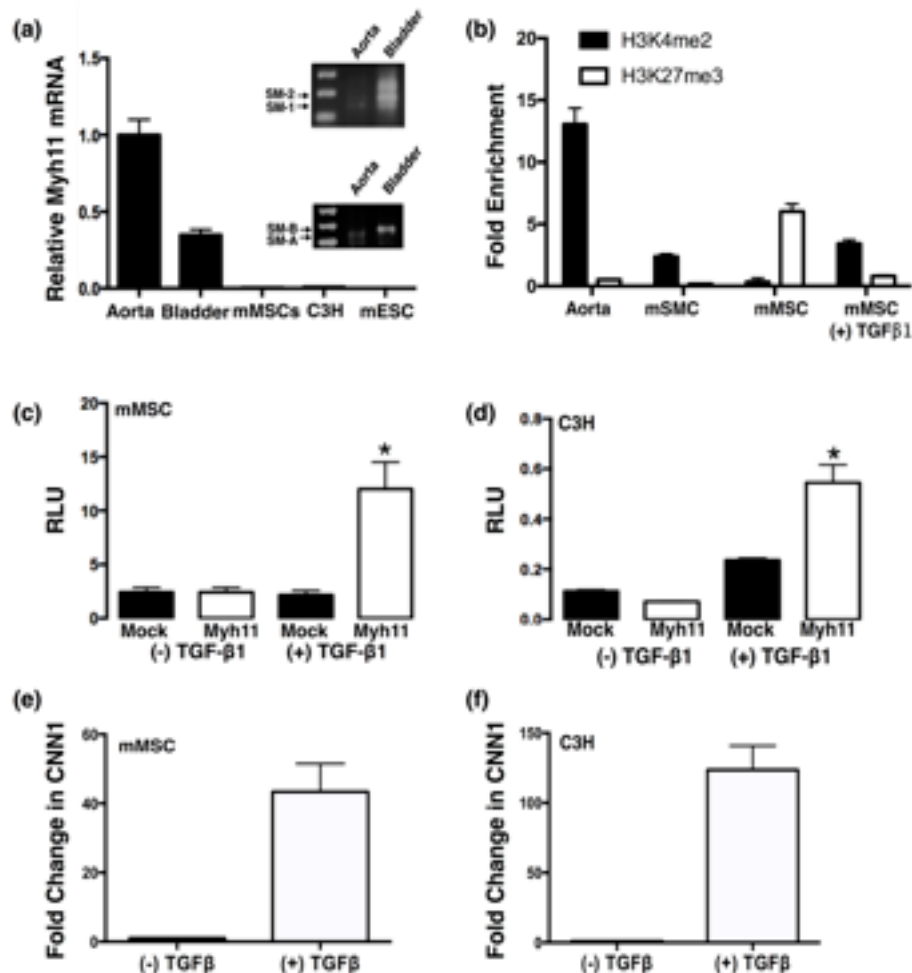 (a)
Relative Myh11 mRNA
1.5
1.0
0.5
0.0
Aorta Bladder mMSCs C3H mESC
Aorta Bladder
SM-2
SM-1
Aorta Bladder
SM-B
SM-A
(b)
Fold Enrichment
20
15
10
5
0
H3K4me2
H3K27me3
Aorta mSMC mMSC mMSC
(+) TGFβ1
(c)
mMSC
RLU
20
15
10
5
0
*
Mock Myh11 Mock Myh11
(-) TGF-β1 (+) TGF-β1
(d)
C3H
RLU
0.8
0.6
0.4
0.2
0.0
*
Mock Myh11 Mock Myh11
(-) TGF-β1 (+) TGF-β1
(e)
mMSC
Fold Change in CNN1
60
40
20
0
(-) TGFβ (+) TGFβ
(f)
C3H
Fold Change in CNN1
150
100
50
0
(-) TGFβ (+) TGFβ